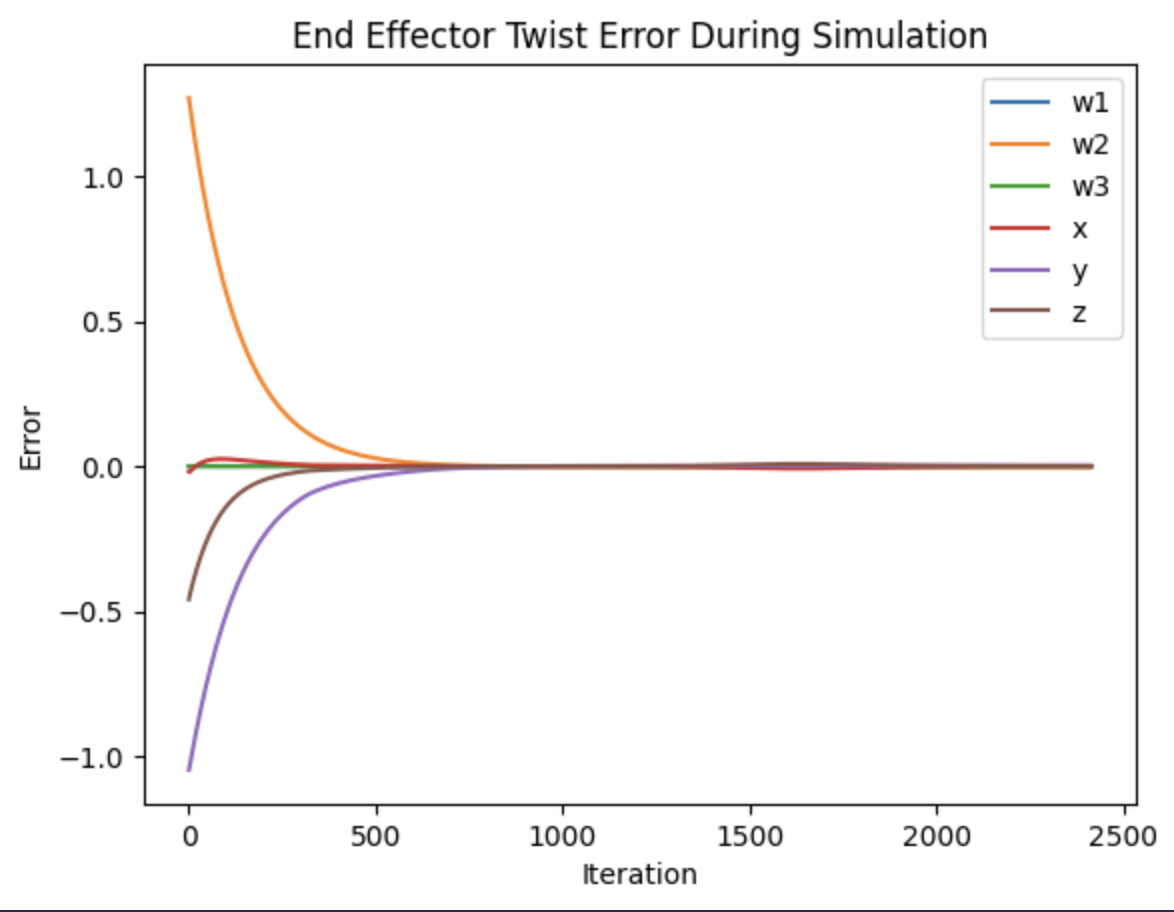 End Effector Twist Error During Simulation
w1
w2
w3
x
y
z
1.0
0.5
0.0
−0.5
−1.0
Error
0 500 1000 1500 2000 2500
Iteration